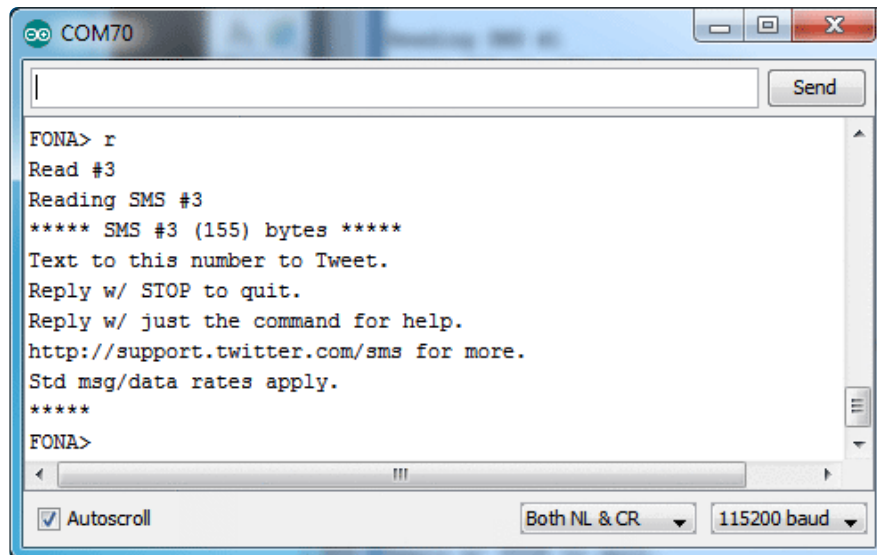 COM70
Send
FONA> r
Read #3
Reading SMS #3
***** SMS #3 (155) bytes *****
Text to this number to Tweet.
Reply w/ STOP to quit.
Reply w/ just the command for help.
http://support.twitter.com/sms for more.
Std msg/data rates apply.
*****
FONA>
Autoscroll
Both NL & CR
115200 baud